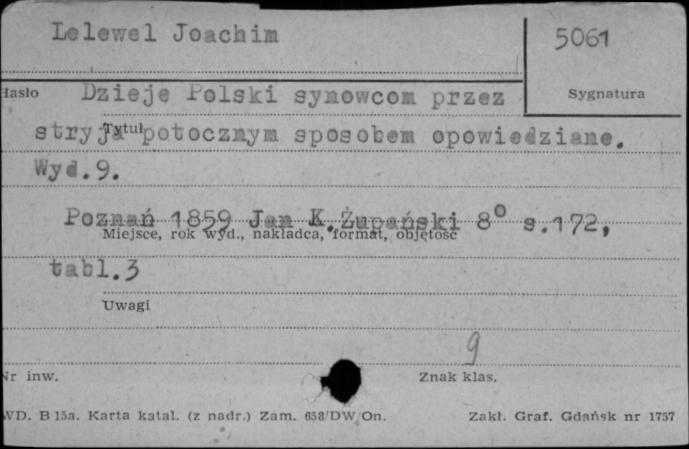 Lelewel Joachim
5061
Hasło
Dzieje Polski synowcom przez
Sygnatura
stryja potocznym sposobem opowiedziane.
Tytuł
Wyd.9.
Poznań 1859 Jan K.Żupański 8° s.172,
Miejsce, rok wyd., nakładca, format, objętość
tabl.3
Uwagi
9
Nr inw.
Znak klas.
WD. B 15a. Karta katal. (z nadr.) Zam. 658/DW/On.
Zakł. Graf. Gdańsk nr 1757